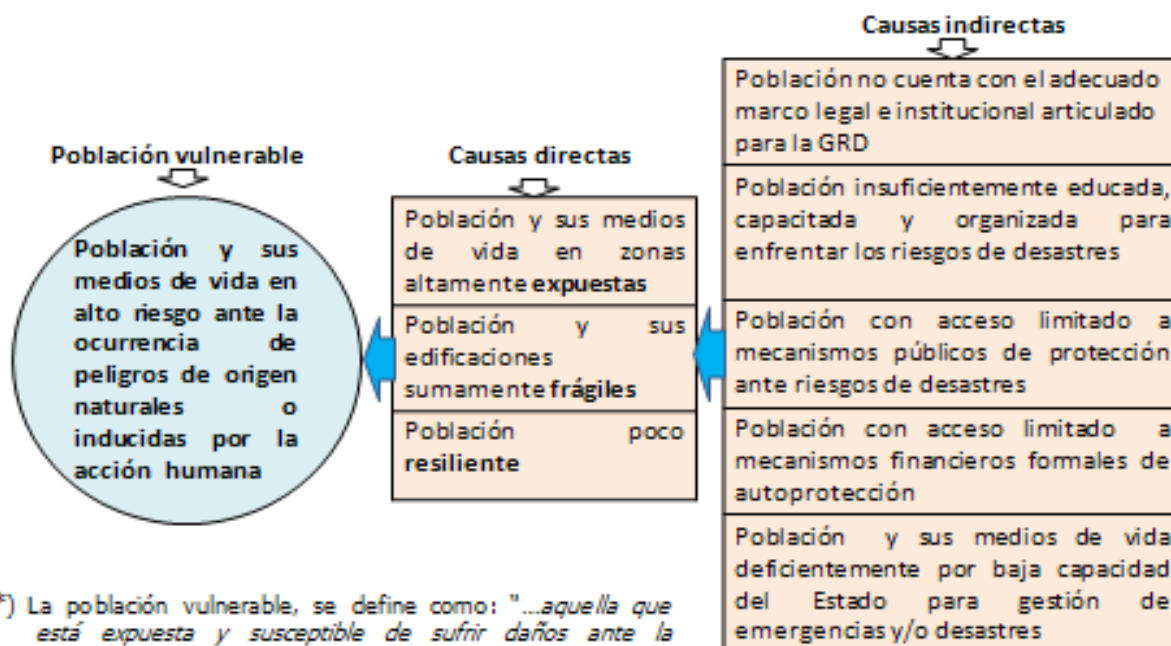 Causas indirectas
Población no cuenta con el adecuado
marco legal e institucional articulado
para la GRD
Población insuficientemente educada,
capacitada y organizada para
enfrentar los riesgos de desastres
Población con acceso limitado a
mecanismos públicos de protección
ante riesgos de desastres
Población con acceso limitado a
mecanismos financieros formales de
autoprotección
Población y sus medios de vida
deficientemente por baja capacidad
del Estado para gestión de
emergencias y/o desastres
Causas directas
Población y sus medios
de vida en zonas
altamente expuestas
Población y sus
edificaciones
sumamente frágiles
Población poco
resiliente
Población vulnerable
Población y sus
medios de vida en
alto riesgo ante la
ocurrencia de
peligros de origen
naturales o
inducidas por la
acción humana
*) La población vulnerable, se define como: "...aquella que
está expuesta y susceptible de sufrir daños ante la